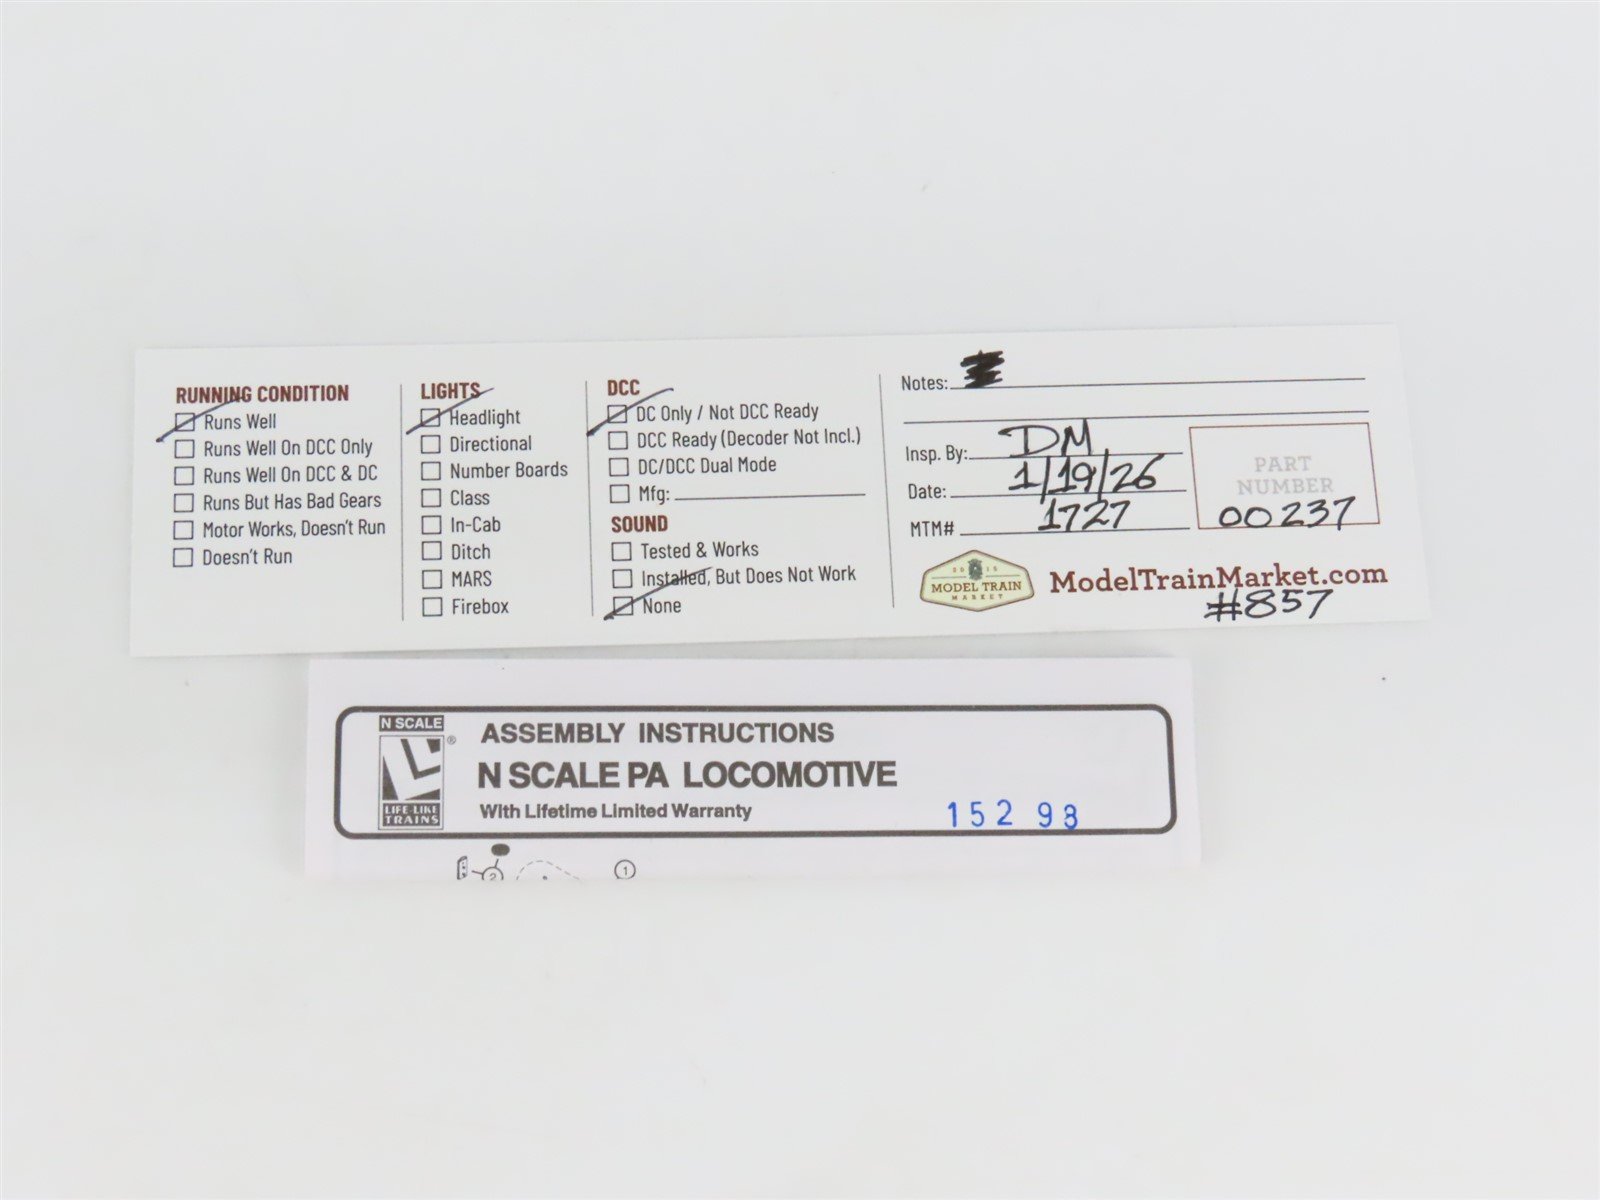 RUNNING CONDITION
Runs Well
Runs Well On DCC Only
Runs Well On DCC & DC
Runs But Has Bad Gears
Motor Works, Doesn't Run
Doesn't Run
LIGHTS
Headlight
Directional
Number Boards
Class
In-Cab
Ditch
MARS
Firebox
DCC
DC Only / Not DCC Ready
DCC Ready (Decoder Not Incl.)
DC/DCC Dual Mode
Mfg:
SOUND
Tested & Works
Installed, But Does Not Work
None
Notes:
Insp. By: DM
Date: 1/19/26
MTM# 1727
PART
NUMBER
00237
MODEL TRAIN
MARKET
ModelTrainMarket.com
#857
N SCALE
LIFE-LIKE
TRAINS
®
ASSEMBLY INSTRUCTIONS
N SCALE PA LOCOMOTIVE
With Lifetime Limited Warranty
152 98
2
1